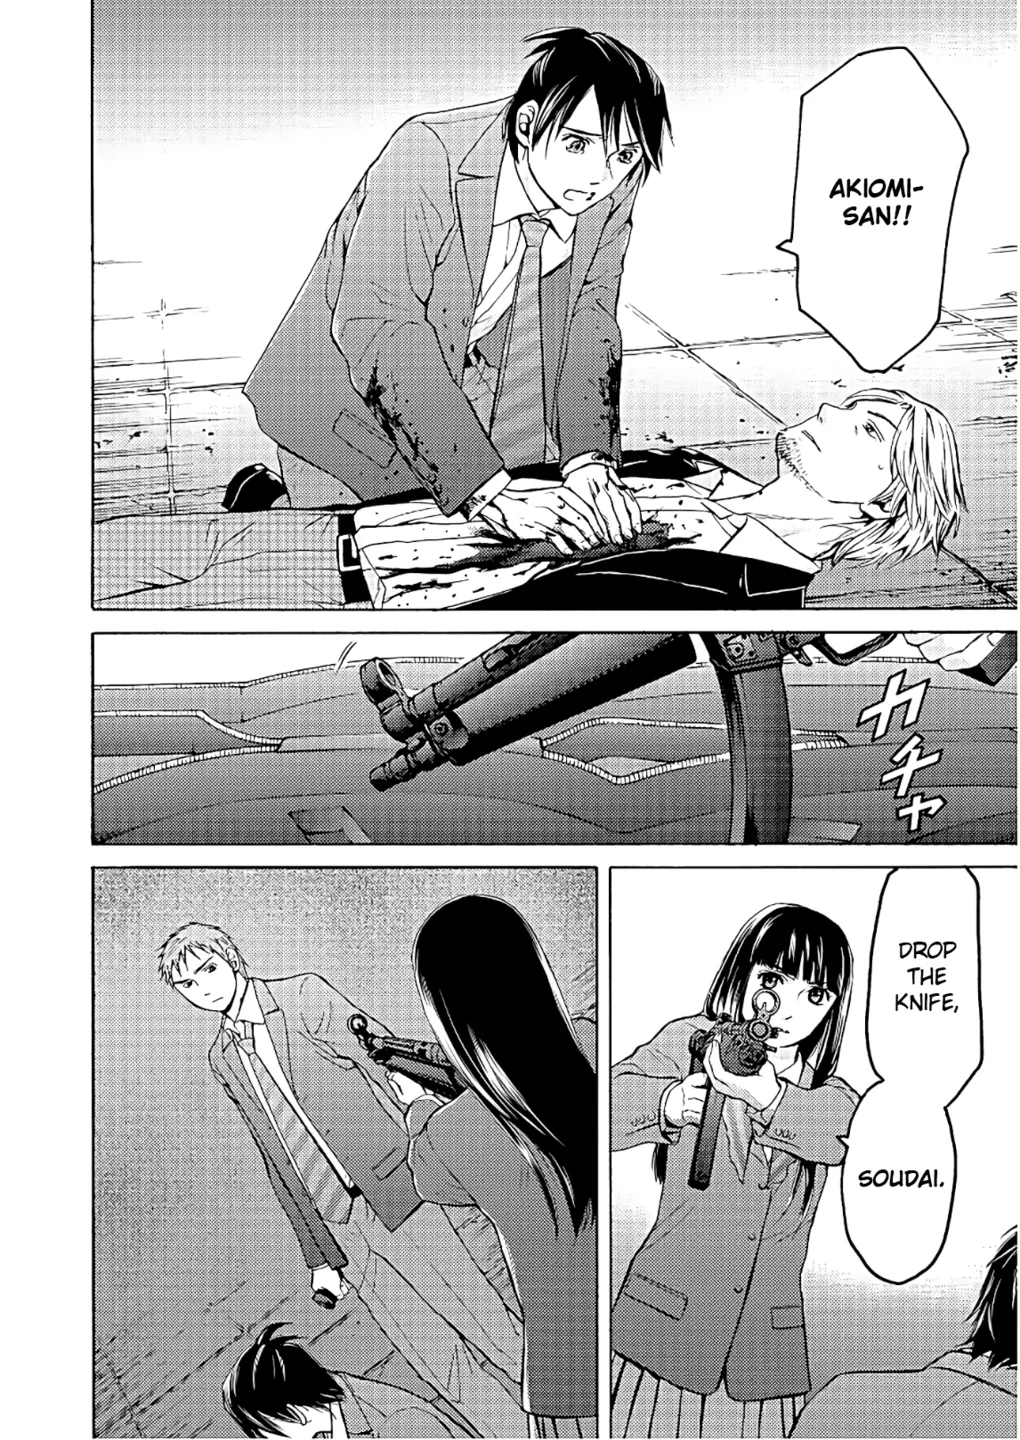 AKIOMI-
SAN!!
カチャ
DROP
THE
KNIFE,
SOUDAI.